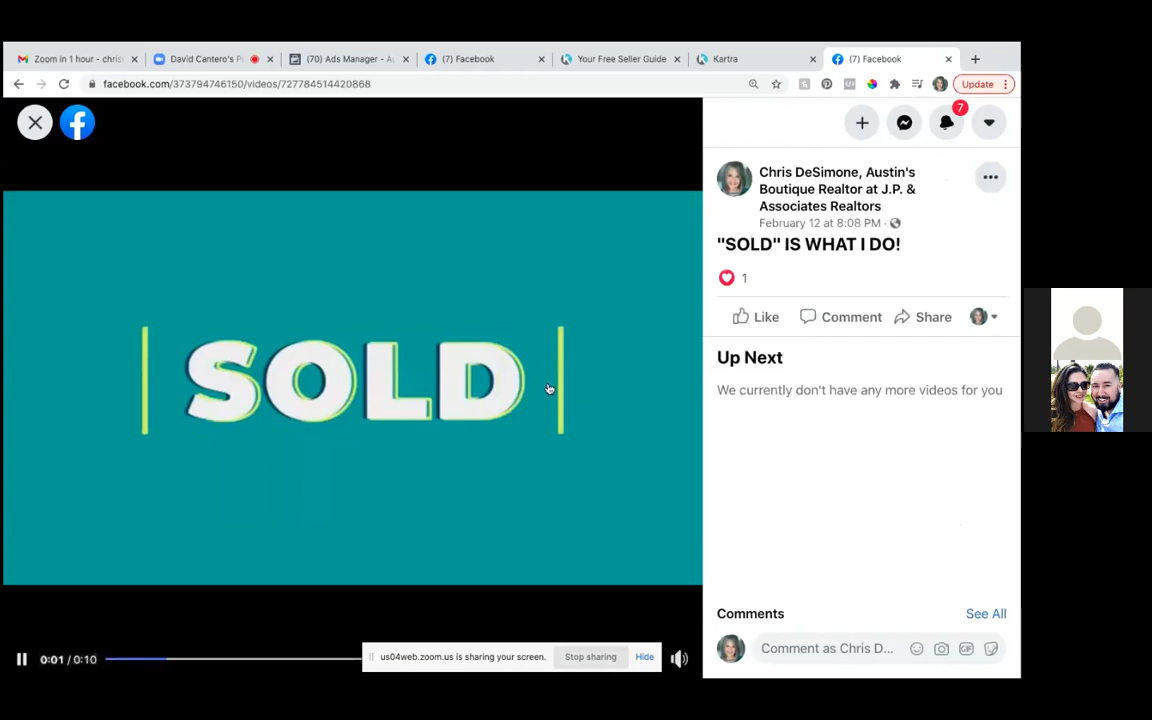 Zoom in 1 hour - chris
David Cantero's P
(70) Ads Manager - A
(7) Facebook
Your Free Seller Guide
Kartra
(7) Facebook
facebook.com/373794746150/videos/727784514420868
Update
7
Chris DeSimone, Austin's
Boutique Realtor at J.P. &
Associates Realtors
February 12 at 8:08 PM
"SOLD" IS WHAT I DO!
1
Like
Comment
Share
SOLD
Up Next
We currently don't have any more videos for you
Comments
See All
Comment as Chris D...
GIF
0:01 / 0:10
us04web.zoom.us is sharing your screen.
Stop sharing
Hide